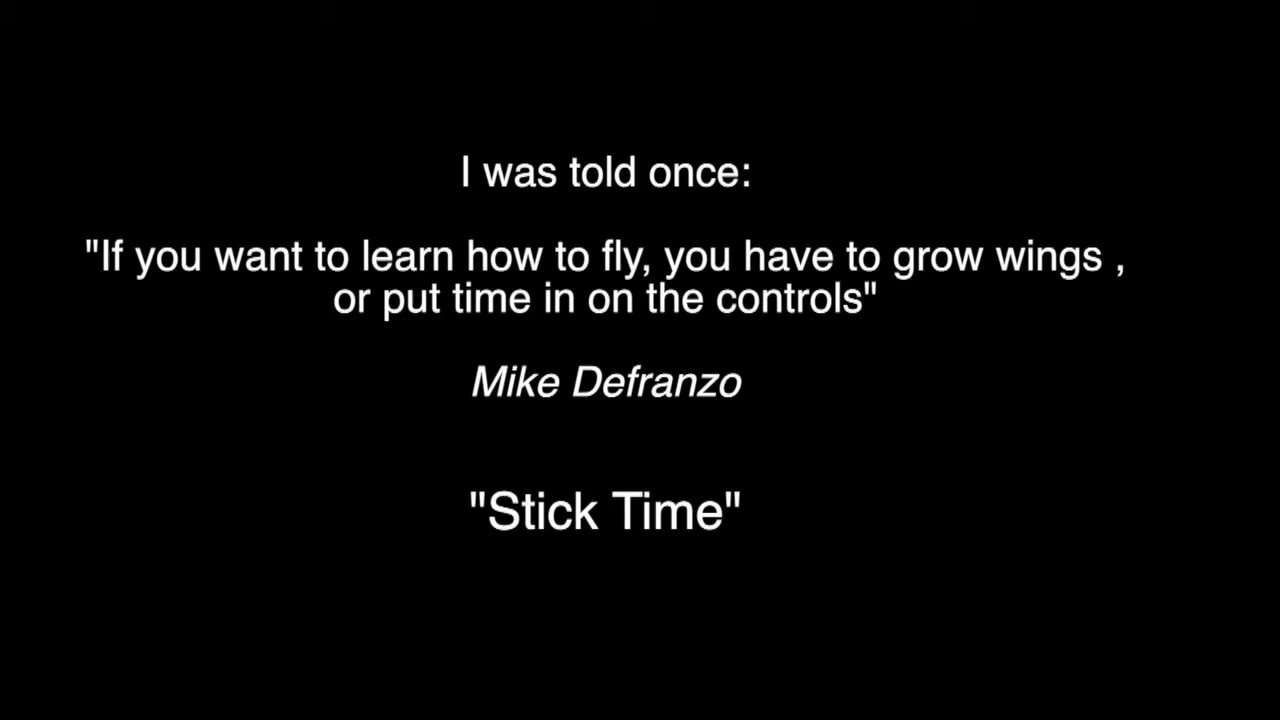 I was told once:
"If you want to learn how to fly, you have to grow wings ,
or put time in on the controls"
Mike Defranzo
"Stick Time"